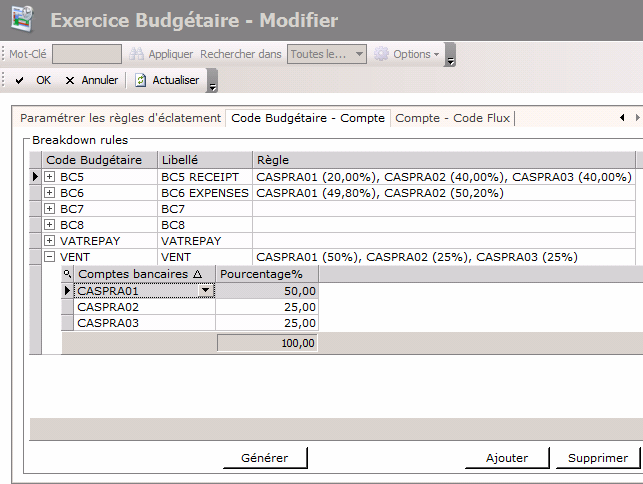 Exercice Budgétaire - Modifier
Mot-Clé Appliquer Rechercher dans Toutes le... Options
OK Annuler Actualiser
Paramétrer les règles d'éclatement Code Budgétaire - Compte Compte - Code Flux
Breakdown rules
Code Budgétaire Libellé Règle
BC5 BC5 RECEIPT CASPRA01 (20,00%), CASPRA02 (40,00%), CASPRA03 (40,00%)
BC6 BC6 EXPENSES CASPRA01 (49,80%), CASPRA02 (50,20%)
BC7 BC7
BC8 BC8
VATREPAY VATREPAY
VENT VENT CASPRA01 (50%), CASPRA02 (25%), CASPRA03 (25%)
Comptes bancaires Pourcentage%
CASPRA01 50,00
CASPRA02 25,00
CASPRA03 25,00
100,00
Générer Ajouter Supprimer